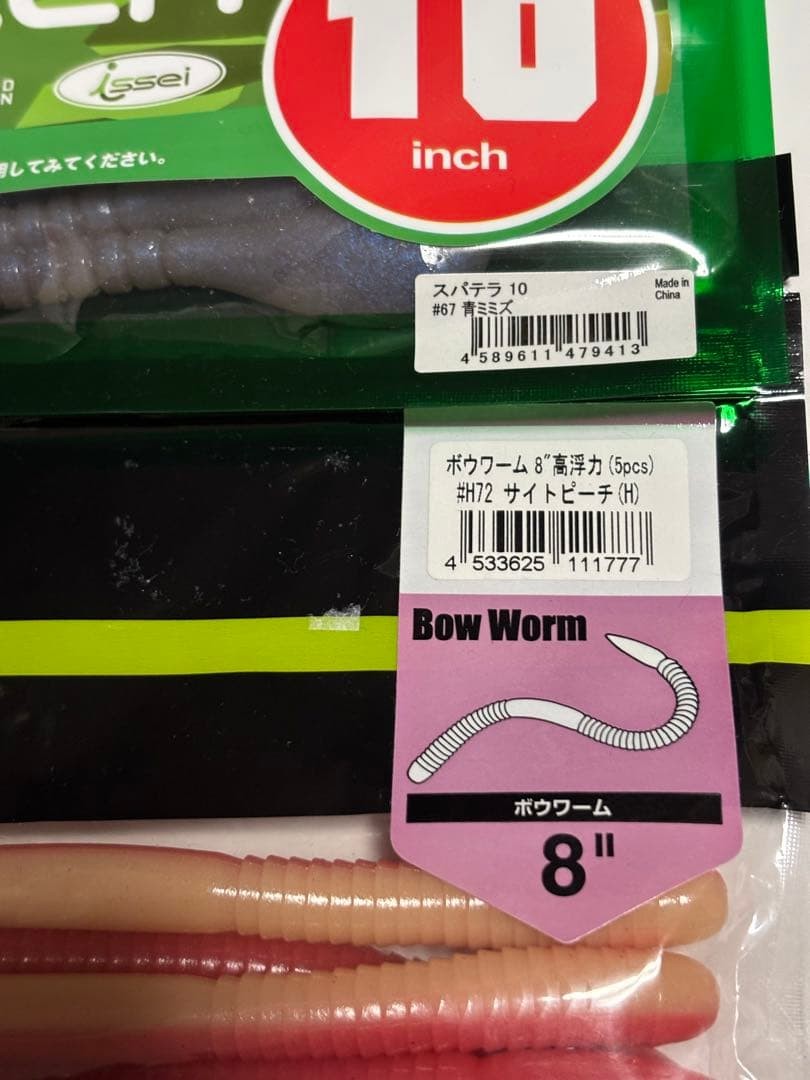 issei
10
inch
してみてください。
スパテラ 10
#67 青ミミズ
Made in
China
4 589611 479413
ボウワーム 8"高浮力(5pcs)
#H72 サイトピーチ(H)
4 533625 111777
Bow Worm
ボウワーム
8"